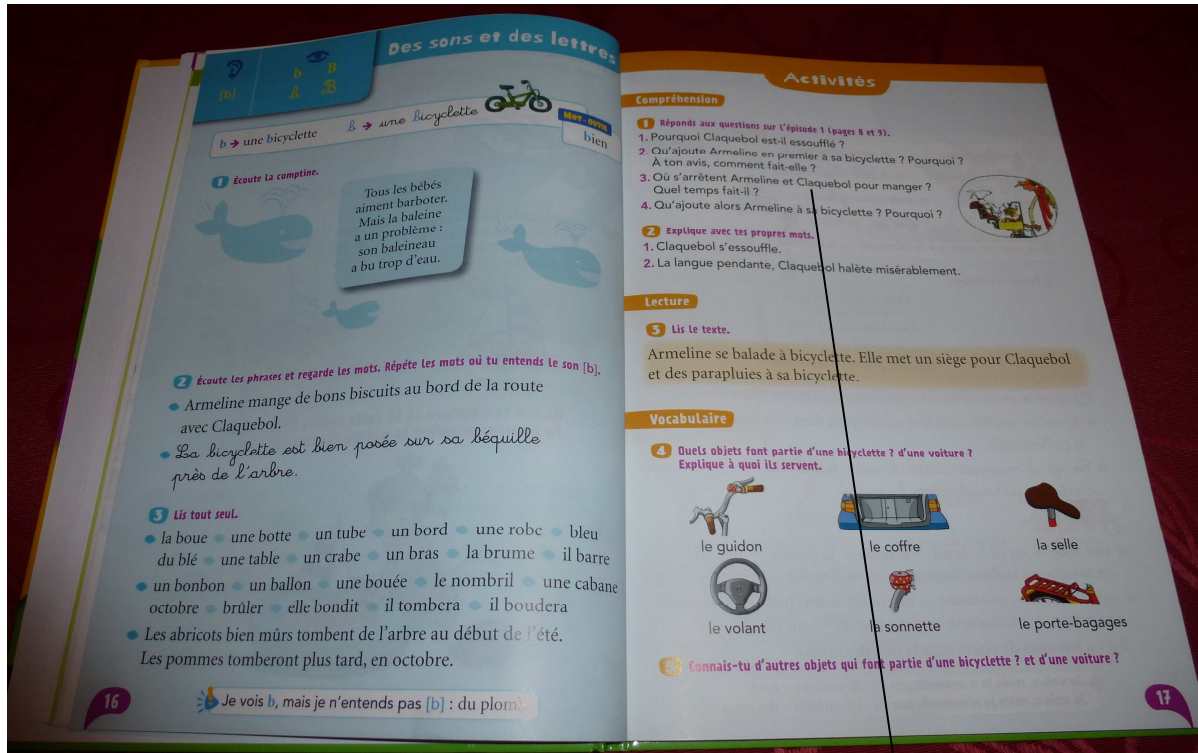 Des sons et des lettres
[b]
b B
b B
b → une bicyclette
b → une bicyclette
MOT-OUTIL
bien
1 Écoute la comptine.
Tous les bébés
aiment barboter.
Mais la baleine
a un problème :
son baleineau
a bu trop d'eau.
2 Écoute les phrases et regarde les mots. Répète les mots où tu entends le son [b].
Armeline mange de bons biscuits au bord de la route
avec Claquebol.
La bicyclette est bien posée sur sa béquille
près de l'arbre.
3 Lis tout seul.
la boue une botte un tube un bord une robe bleu
du blé une table un crabe un bras la brume il barre
un bonbon un ballon une bouée le nombril une cabane
octobre brûler elle bondit il tombera il boudera
Les abricots bien mûrs tombent de l'arbre au début de l'été.
Les pommes tomberont plus tard, en octobre.
Je vois b, mais je n'entends pas [b] : du plomb
16
Activités
Compréhension
1 Réponds aux questions sur l'épisode 1 (pages 8 et 9).
1. Pourquoi Claquebol est-il essoufflé ?
2. Qu'ajoute Armeline en premier à sa bicyclette ? Pourquoi ?
À ton avis, comment fait-elle ?
3. Où s'arrêtent Armeline et Claquebol pour manger ?
Quel temps fait-il ?
4. Qu'ajoute alors Armeline à sa bicyclette ? Pourquoi ?
2 Explique avec tes propres mots.
1. Claquebol s'essouffle.
2. La langue pendante, Claquebol halète misérablement.
Lecture
3 Lis le texte.
Armeline se balade à bicyclette. Elle met un siège pour Claquebol
et des parapluies à sa bicyclette.
Vocabulaire
4 Quels objets font partie d'une bicyclette ? d'une voiture ?
Explique à quoi ils servent.
le guidon le coffre la selle
le volant la sonnette le porte-bagages
5 Connais-tu d'autres objets qui font partie d'une bicyclette ? et d'une voiture ?
17